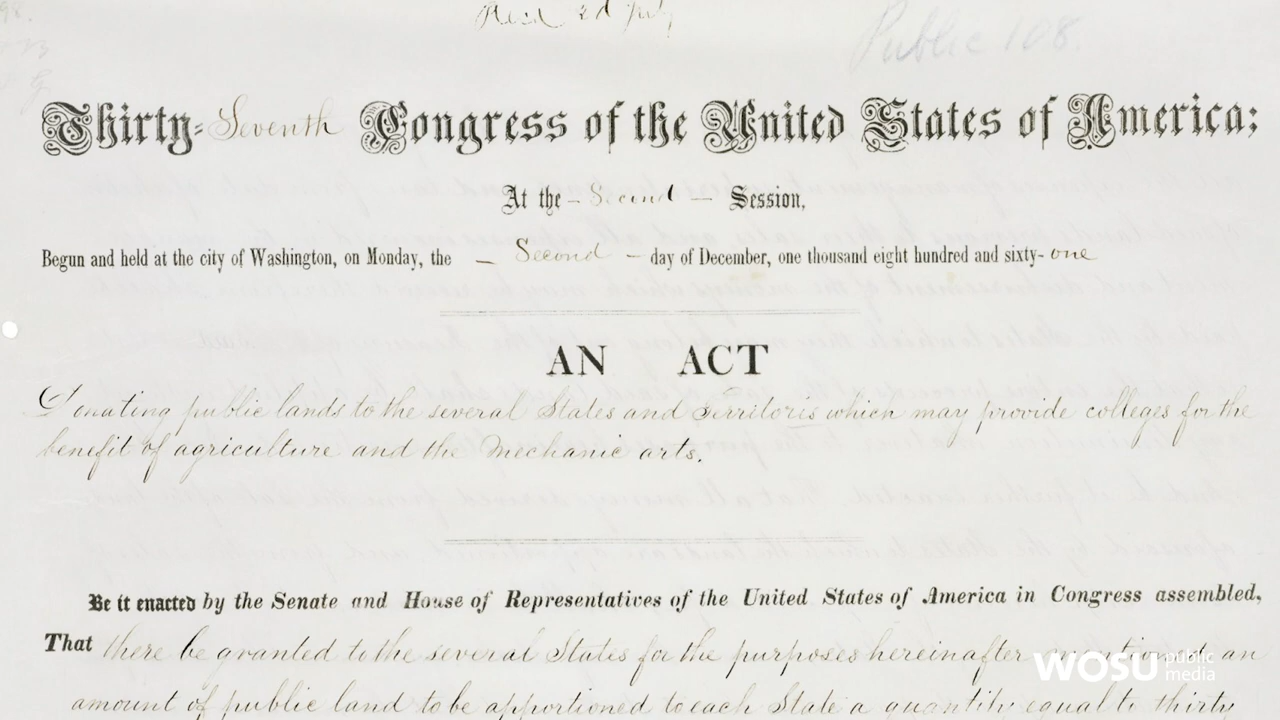 Public 108.
Thirty-Seventh Congress of the United States of America;
At the - Second - Session,
Begun and held at the city of Washington, on Monday, the - Second - day of December, one thousand eight hundred and sixty-one
AN ACT
Donating public lands to the several States and Territories which may provide colleges for the
benefit of agriculture and the Mechanic arts.
Be it enacted by the Senate and House of Representatives of the United States of America in Congress assembled,
That there be granted to the several States for the purposes hereinafter mentioned an
amount of public land to be apportioned to each State a quantity equal to thirty
WOSU public media